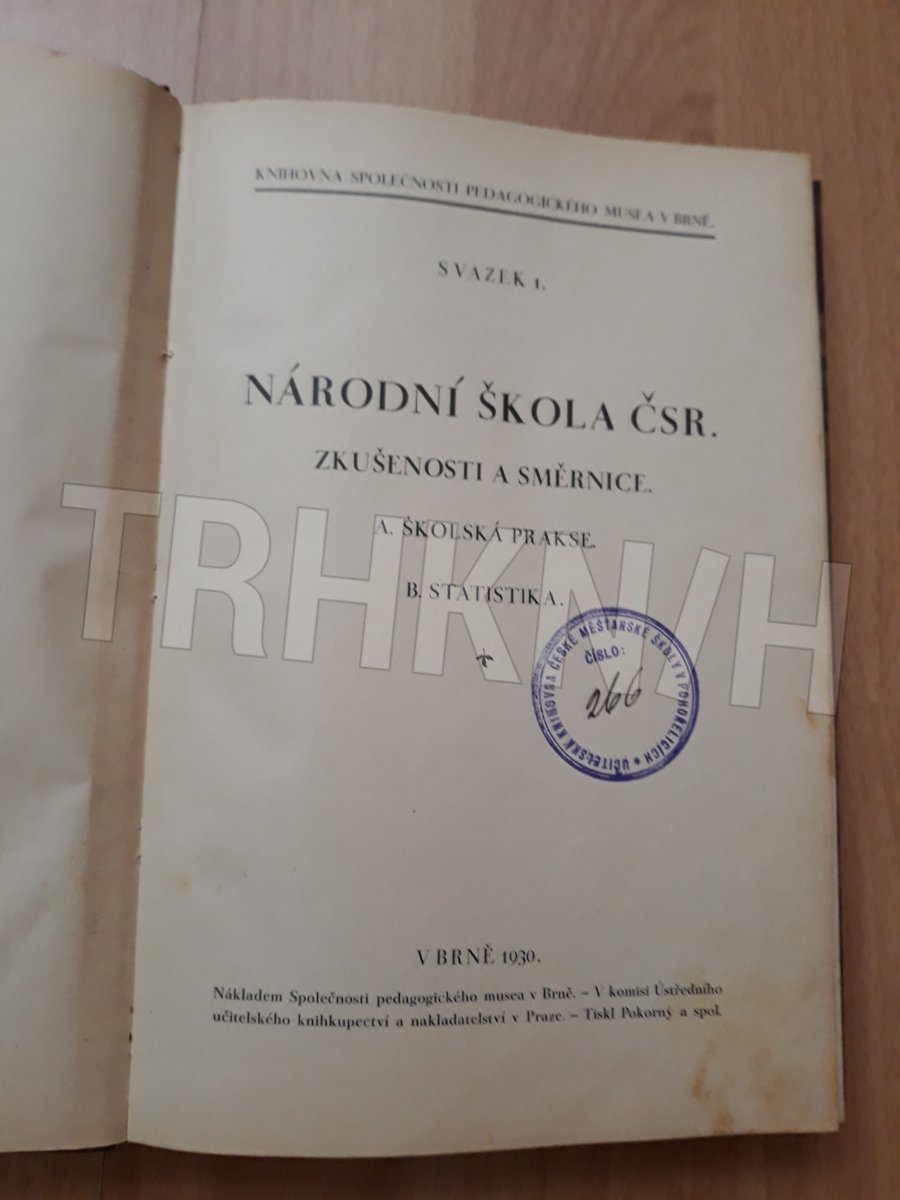 KNIHOVNA SPOLEČNOSTI PEDAGOGICKÉHO MUSEA V BRNĚ.
SVAZEK 1.
NÁRODNÍ ŠKOLA ČSR.
ZKUŠENOSTI A SMĚRNICE.
A. ŠKOLSKÁ PRAKSE.
B. STATISTIKA.
TRHKNIH
UČITELSKÁ KNIHOVNA ČESKÉ MĚŠŤANSKÉ ŠKOLY V POHOŘELICÍCH
ČÍSLO:
266
V BRNĚ 1930.
Nákladem Společnosti pedagogického musea v Brně. – V komisi Ústředního
učitelského knihkupectví a nakladatelství v Praze. – Tiskl Pokorný a spol.